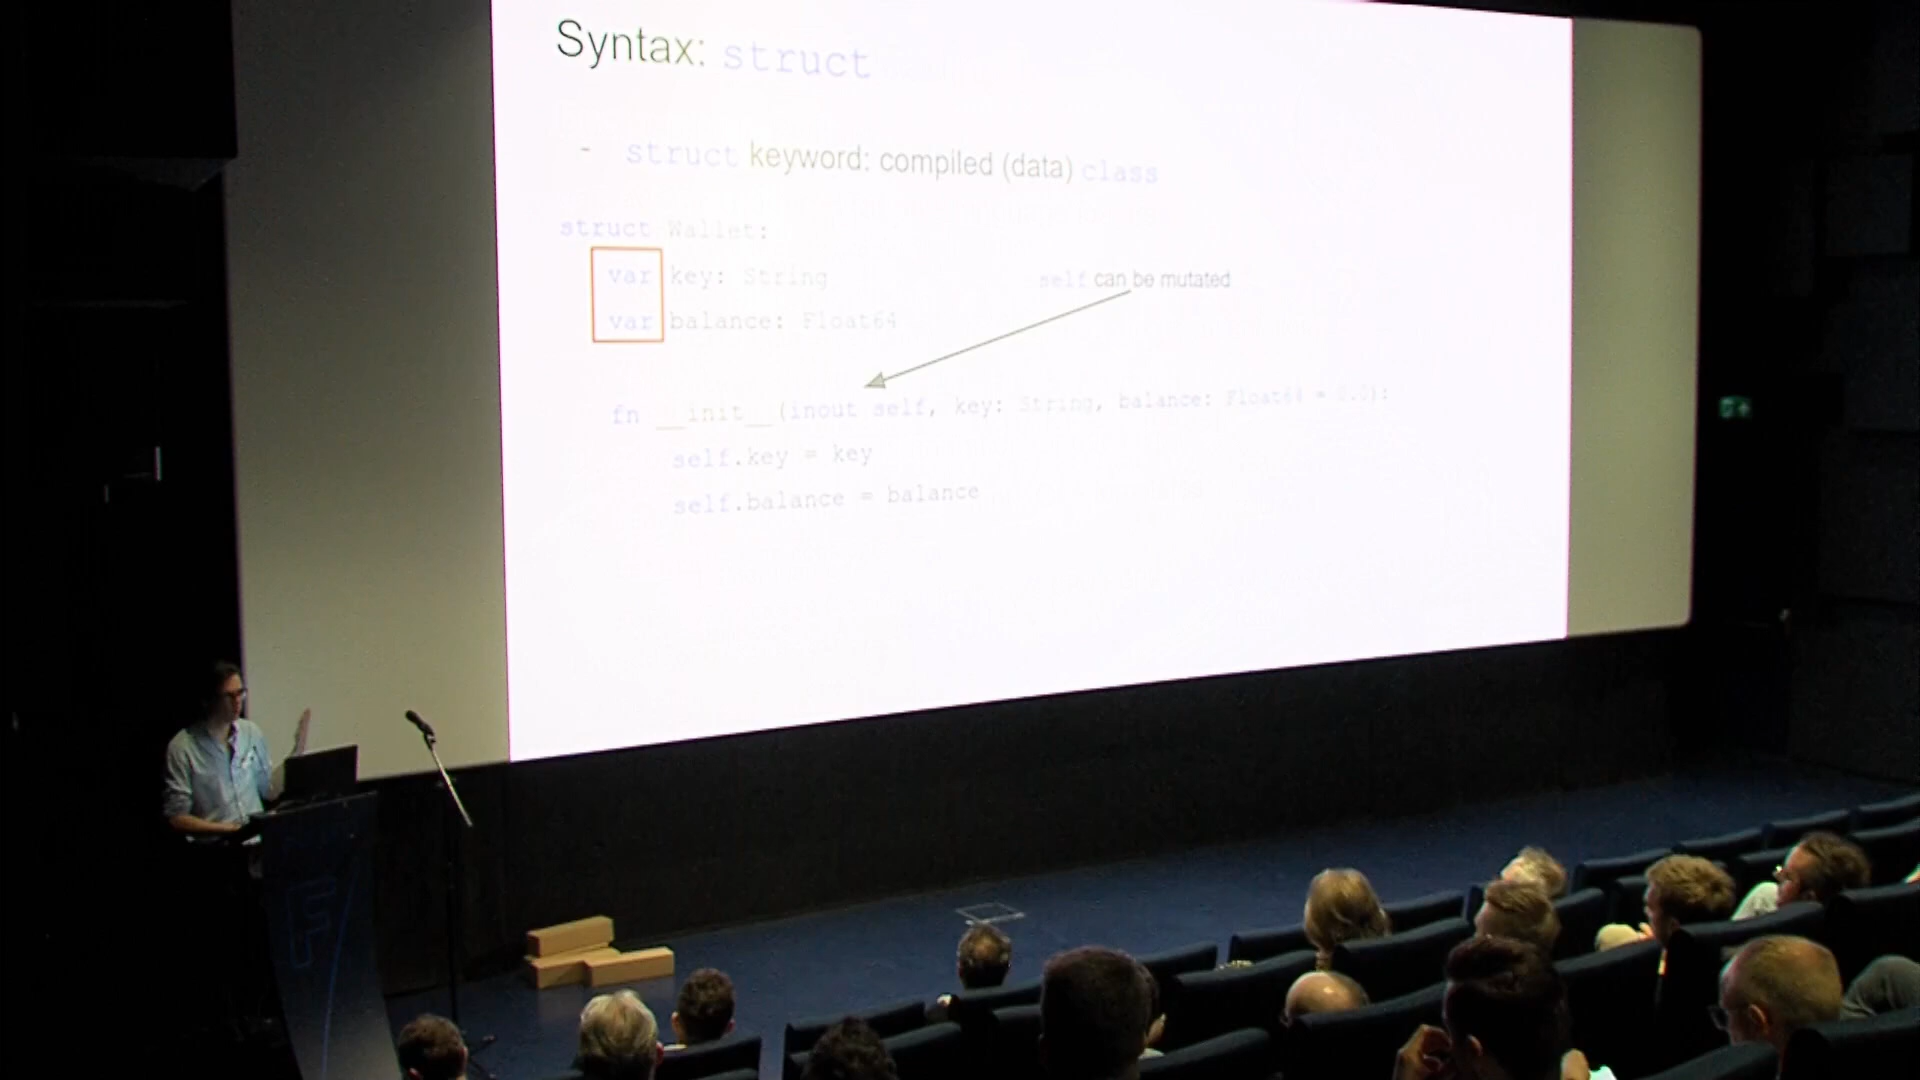 Syntax: struct
- struct keyword: compiled (data) class
struct Wallet:
var key: String
self can be mutated
var balance: Float64
fn __init__(inout self, key: String, balance: Float64 = 0.0):
self.key = key
self.balance = balance
F